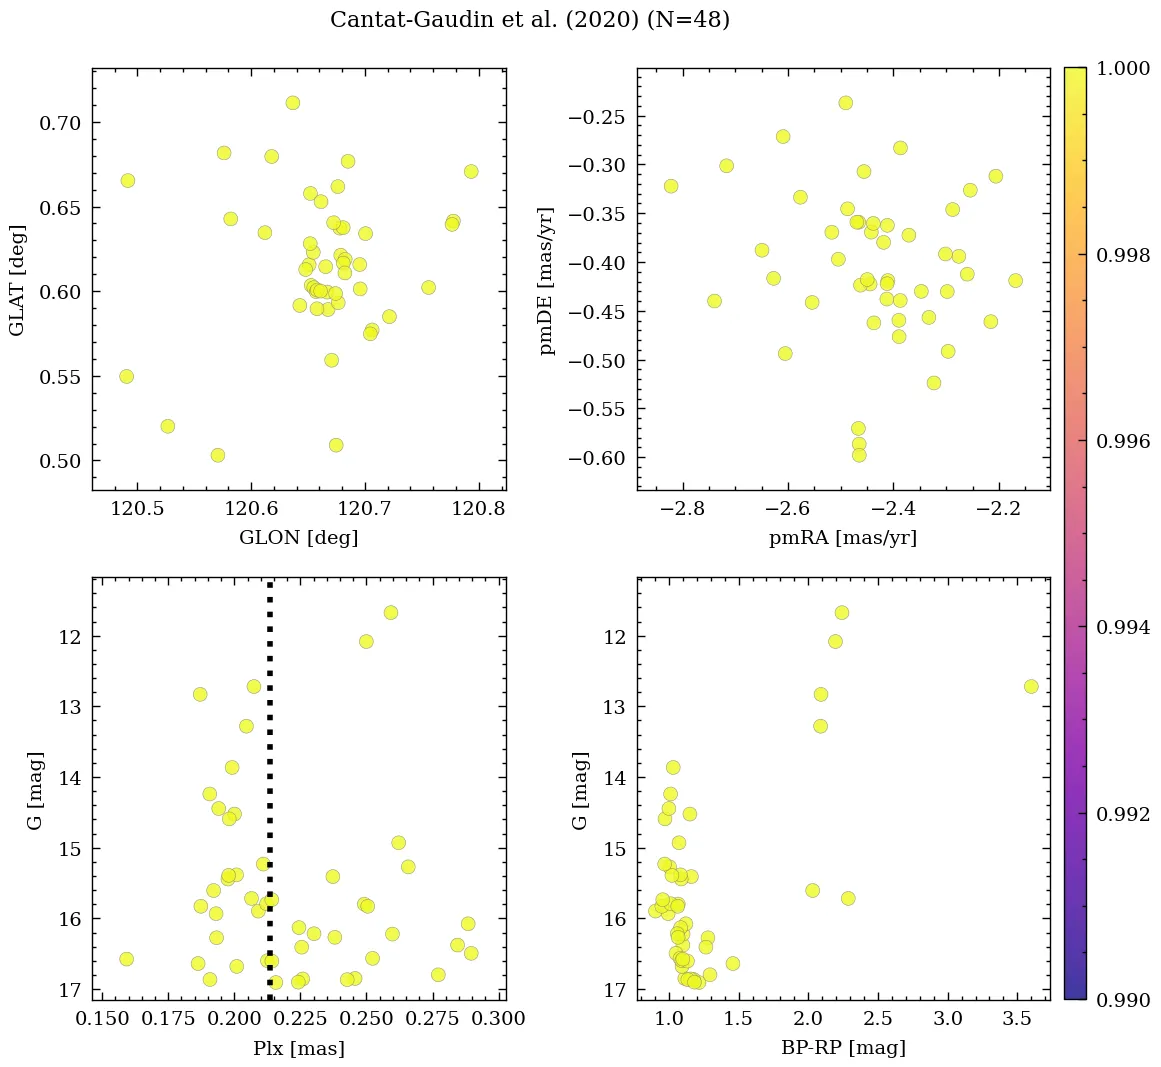 Cantat-Gaudin et al. (2020) (N=48)
0.70
0.65
0.60
0.55
0.50
GLAT [deg]
120.5 120.6 120.7 120.8
GLON [deg]
−0.25
−0.30
−0.35
−0.40
−0.45
−0.50
−0.55
−0.60
pmDE [mas/yr]
−2.8 −2.6 −2.4 −2.2
pmRA [mas/yr]
12
13
14
15
16
17
G [mag]
0.150 0.175 0.200 0.225 0.250 0.275 0.300
Plx [mas]
12
13
14
15
16
17
G [mag]
1.0 1.5 2.0 2.5 3.0 3.5
BP-RP [mag]
1.000
0.998
0.996
0.994
0.992
0.990